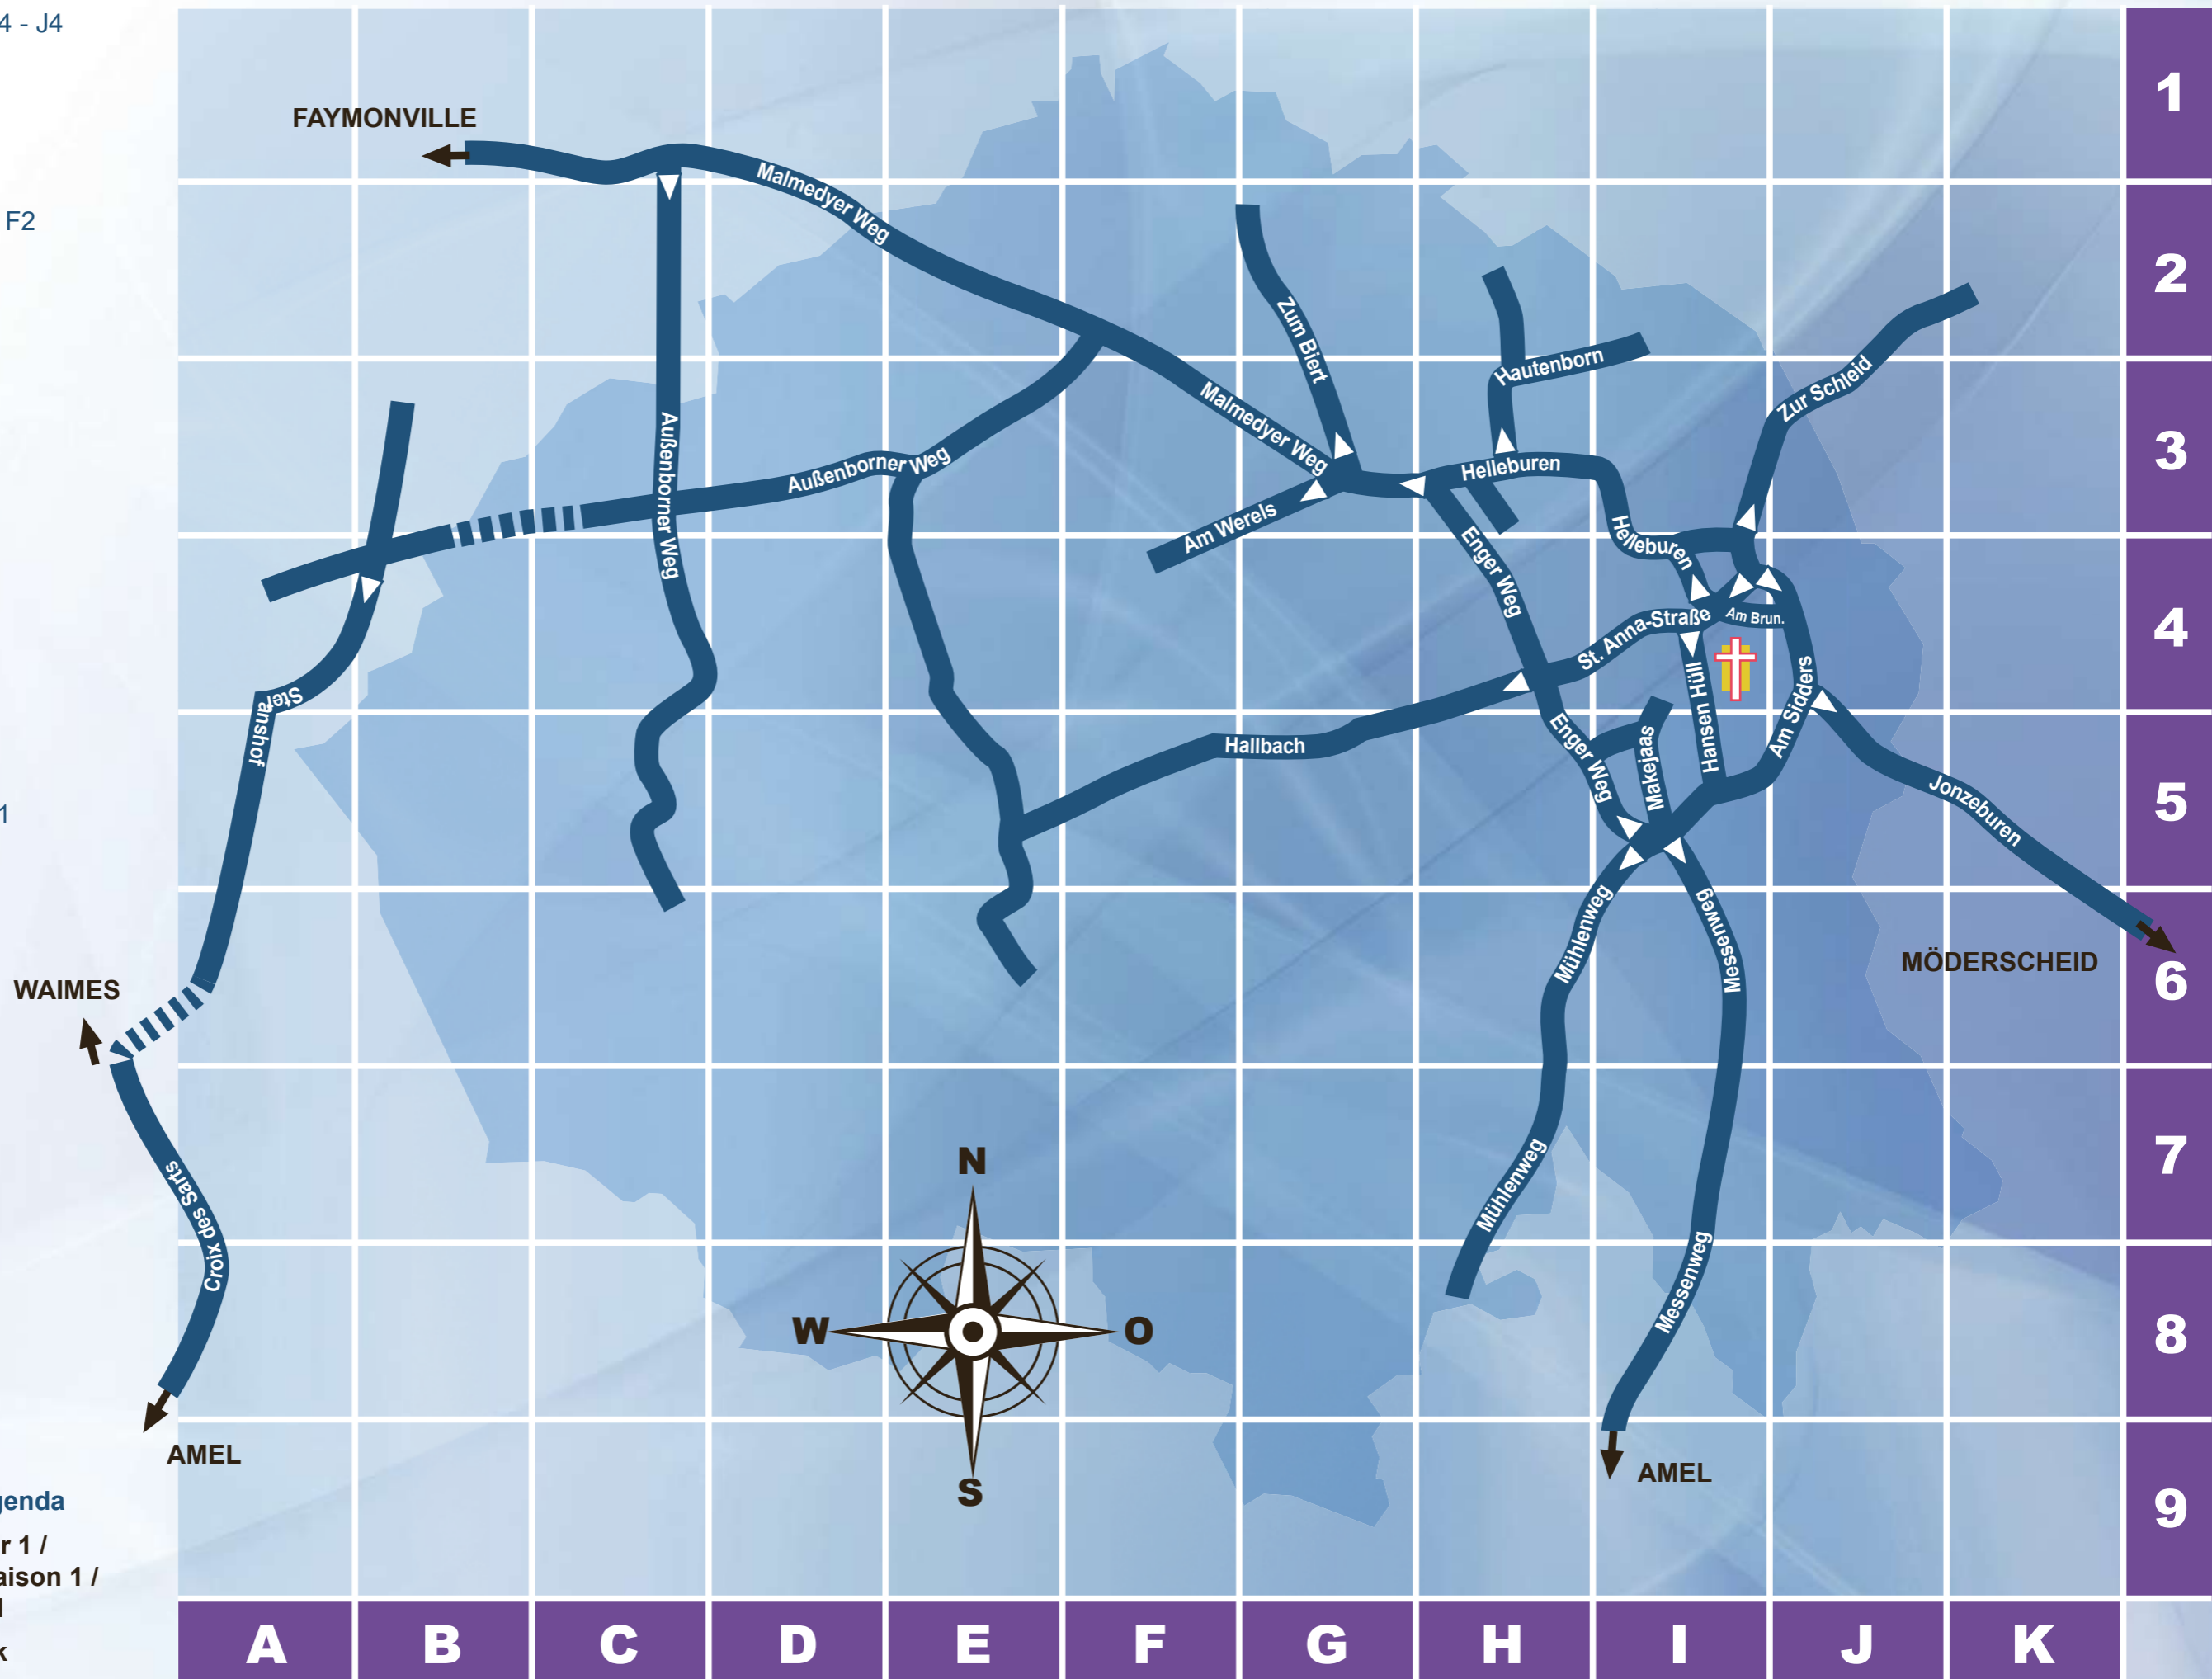 4 - J4
F2
1
genda
r 1 /
aison 1 /
k
FAYMONVILLE
Malmedyer Weg
Zum Biert
Hautenborn
Zur Schleid
Malmedyer Weg
Außenborner Weg
Außenborner Weg
Helleburen
Am Werels
Helleburen
Enger Weg
St. Anna-Straße
Am Brun.
Stefanshof
Hansen Hüll
Am Sidders
Hallbach
Enger Weg
Makejaas
Jonzeburen
Mühlenweg
Messenweg
MÖDERSCHEID
WAIMES
Croix des Sarts
Mühlenweg
Messenweg
AMEL
AMEL
N
W
O
S
1
2
3
4
5
6
7
8
9
A B C D E F G H I J K